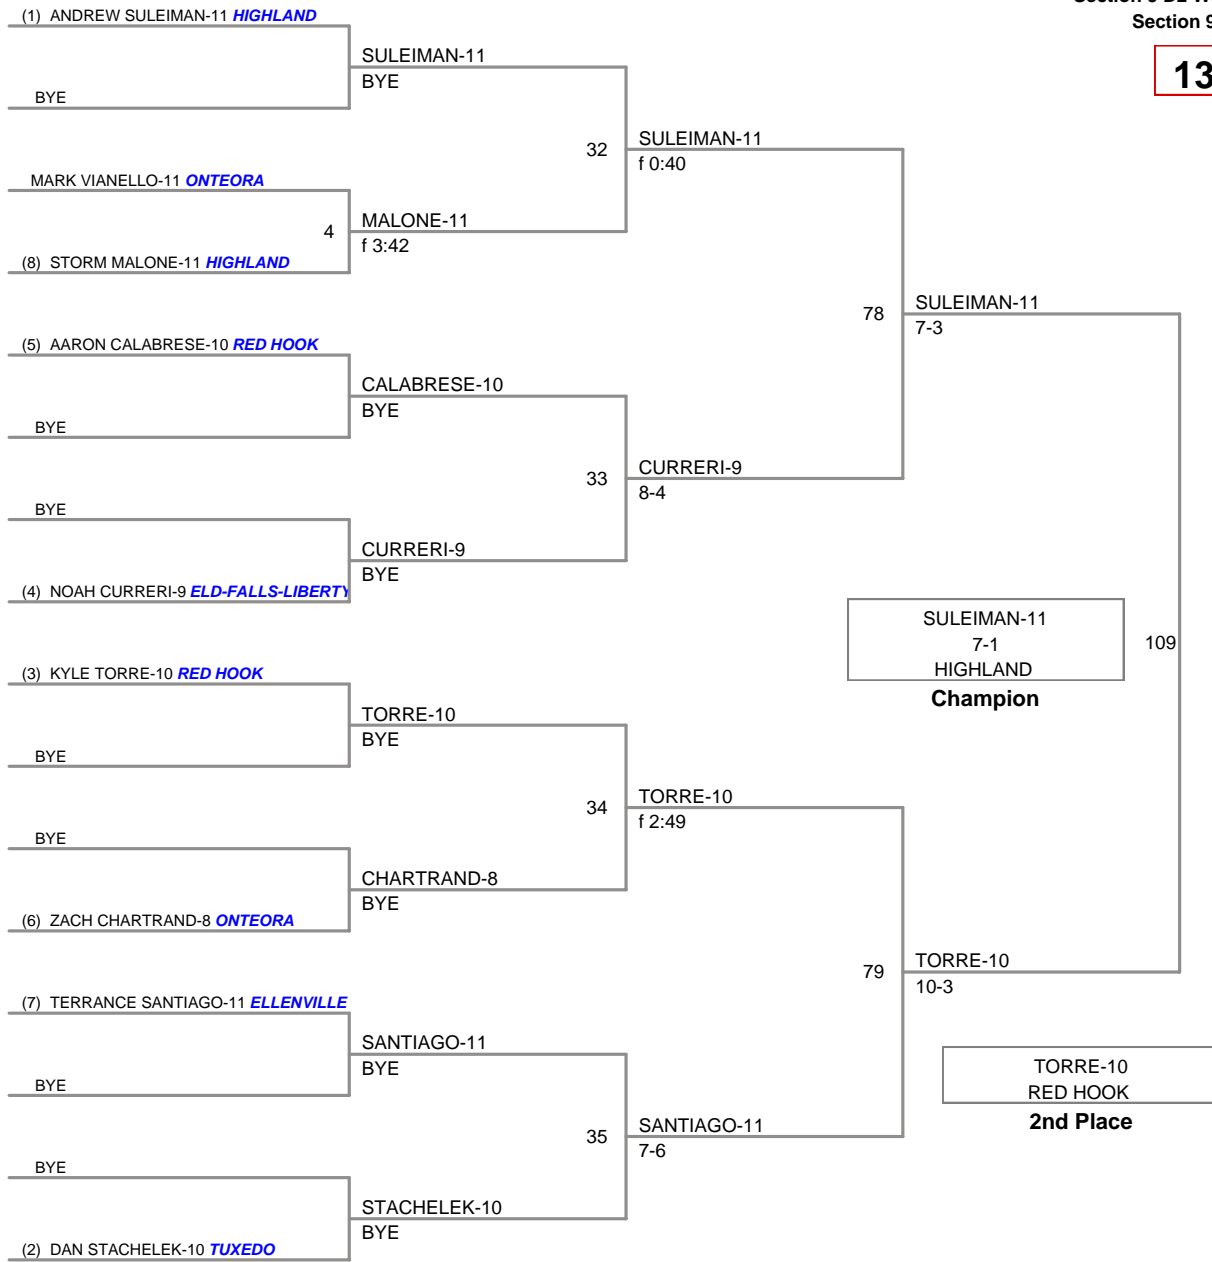 Section 9
13
(1) ANDREW SULEIMAN-11 HIGHLAND
BYE
MARK VIANELLO-11 ONTEORA
(8) STORM MALONE-11 HIGHLAND
(5) AARON CALABRESE-10 RED HOOK
BYE
BYE
(4) NOAH CURRERI-9 ELD-FALLS-LIBERTY
(3) KYLE TORRE-10 RED HOOK
BYE
BYE
(6) ZACH CHARTRAND-8 ONTEORA
(7) TERRANCE SANTIAGO-11 ELLENVILLE
BYE
BYE
(2) DAN STACHELEK-10 TUXEDO
SULEIMAN-11
BYE
4
MALONE-11
f 3:42
CALABRESE-10
BYE
CURRERI-9
BYE
TORRE-10
BYE
CHARTRAND-8
BYE
SANTIAGO-11
BYE
STACHELEK-10
BYE
32
SULEIMAN-11
f 0:40
33
CURRERI-9
8-4
34
TORRE-10
f 2:49
35
SANTIAGO-11
7-6
78
SULEIMAN-11
7-3
79
TORRE-10
10-3
109
SULEIMAN-11
7-1
HIGHLAND
Champion
TORRE-10
RED HOOK
2nd Place